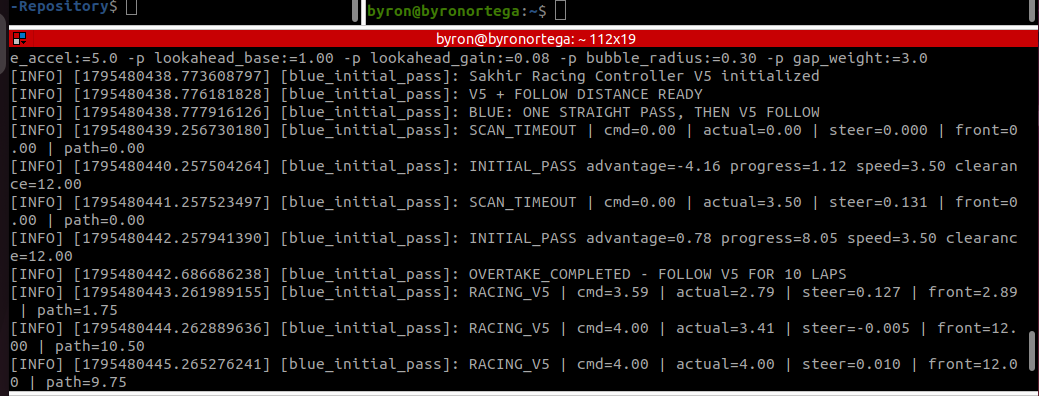 -Repository$
byron@byronortega:~$
byron@byronortega: ~ 112x19
e_accel:=5.0 -p lookahead_base:=1.00 -p lookahead_gain:=0.08 -p bubble_radius:=0.30 -p gap_weight:=3.0
[INFO] [1795480438.773608797] [blue_initial_pass]: Sakhir Racing Controller V5 initialized
[INFO] [1795480438.776181828] [blue_initial_pass]: V5 + FOLLOW DISTANCE READY
[INFO] [1795480438.777916126] [blue_initial_pass]: BLUE: ONE STRAIGHT PASS, THEN V5 FOLLOW
[INFO] [1795480439.256730180] [blue_initial_pass]: SCAN_TIMEOUT | cmd=0.00 | actual=0.00 | steer=0.000 | front=0
.00 | path=0.00
[INFO] [1795480440.257504264] [blue_initial_pass]: INITIAL_PASS advantage=-4.16 progress=1.12 speed=3.50 clearan
ce=12.00
[INFO] [1795480441.257523497] [blue_initial_pass]: SCAN_TIMEOUT | cmd=0.00 | actual=3.50 | steer=0.131 | front=0
.00 | path=0.00
[INFO] [1795480442.257941390] [blue_initial_pass]: INITIAL_PASS advantage=0.78 progress=8.05 speed=3.50 clearanc
e=12.00
[INFO] [1795480442.686686238] [blue_initial_pass]: OVERTAKE_COMPLETED - FOLLOW V5 FOR 10 LAPS
[INFO] [1795480443.261989155] [blue_initial_pass]: RACING_V5 | cmd=3.59 | actual=2.79 | steer=0.127 | front=2.89
 | path=1.75
[INFO] [1795480444.262889636] [blue_initial_pass]: RACING_V5 | cmd=4.00 | actual=3.41 | steer=-0.005 | front=12.
00 | path=10.50
[INFO] [1795480445.265276241] [blue_initial_pass]: RACING_V5 | cmd=4.00 | actual=4.00 | steer=0.010 | front=12.0
0 | path=9.75